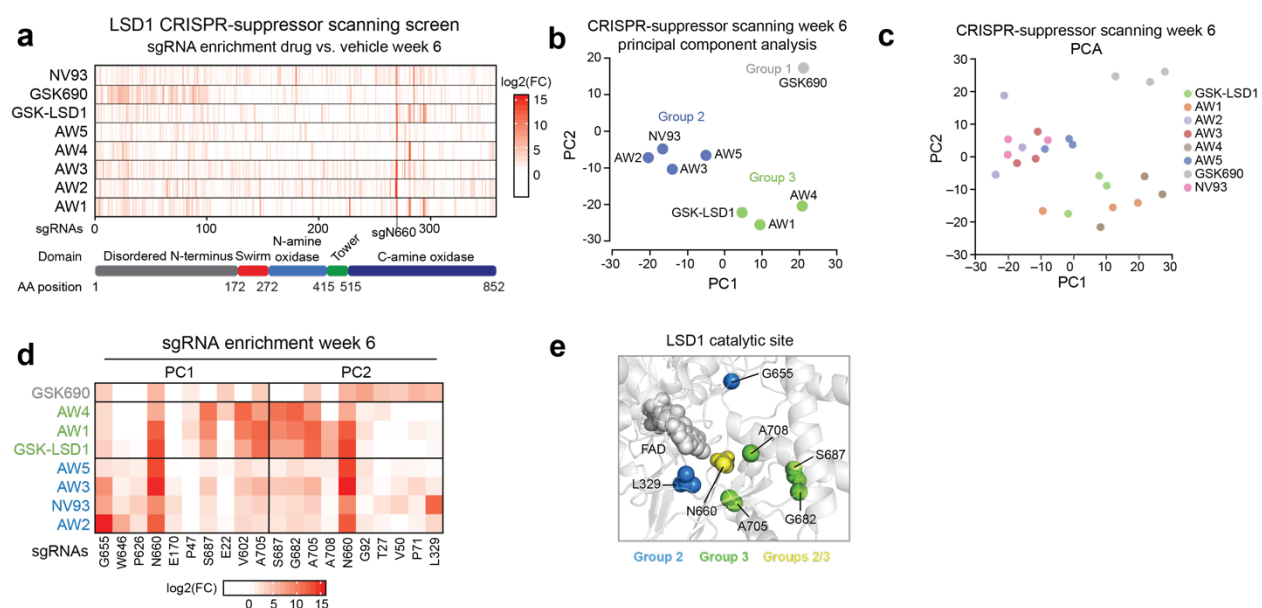 a
LSD1 CRISPR-suppressor scanning screen
sgRNA enrichment drug vs. vehicle week 6
NV93
GSK690
GSK-LSD1
AW5
AW4
AW3
AW2
AW1
log2(FC)
15
10
5
0
sgRNAs
0
100
200
sgN660
300
Domain
Disordered N-terminus
Swirm
N-amine
oxidase
Tower
C-amine oxidase
AA position
1
172
272
415
515
852
b
CRISPR-suppressor scanning week 6
principal component analysis
PC2
20
10
0
-10
-20
-30
Group 1
GSK690
Group 2
NV93
AW2
AW3
AW5
Group 3
AW4
GSK-LSD1
AW1
-30
-20
-10
0
10
20
30
PC1
c
CRISPR-suppressor scanning week 6
PCA
PC2
30
20
10
0
−10
−20
−30
−30
−20
−10
0
10
20
30
PC1
GSK-LSD1
AW1
AW2
AW3
AW4
AW5
GSK690
NV93
d
sgRNA enrichment week 6
PC1
PC2
GSK690
AW4
AW1
GSK-LSD1
AW5
AW3
NV93
AW2
sgRNAs
G655
W646
P626
N660
E170
P47
S687
E22
V602
A705
S687
G682
A705
A708
N660
G92
T27
V50
P71
L329
log2(FC)
0
5
10
15
e
LSD1 catalytic site
G655
A708
S687
FAD
L329
N660
A705
G682
Group 2
Group 3
Groups 2/3